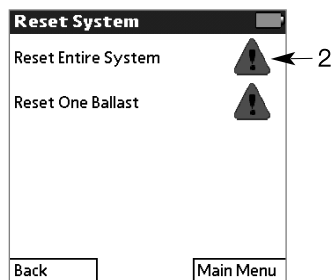 Reset System
Reset Entire System
2
Reset One Ballast
Back
Main Menu